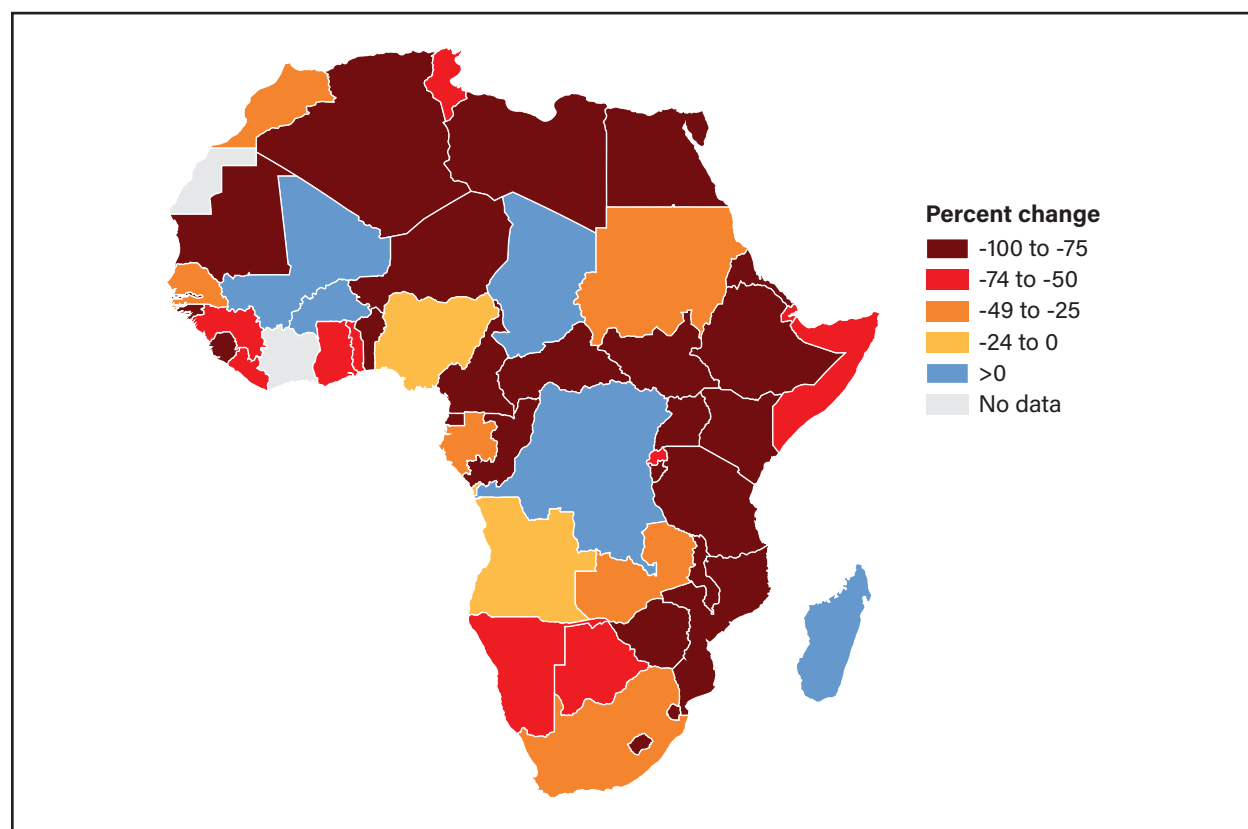 Percent change
-100 to -75
-74 to -50
-49 to -25
-24 to 0
>0
No data